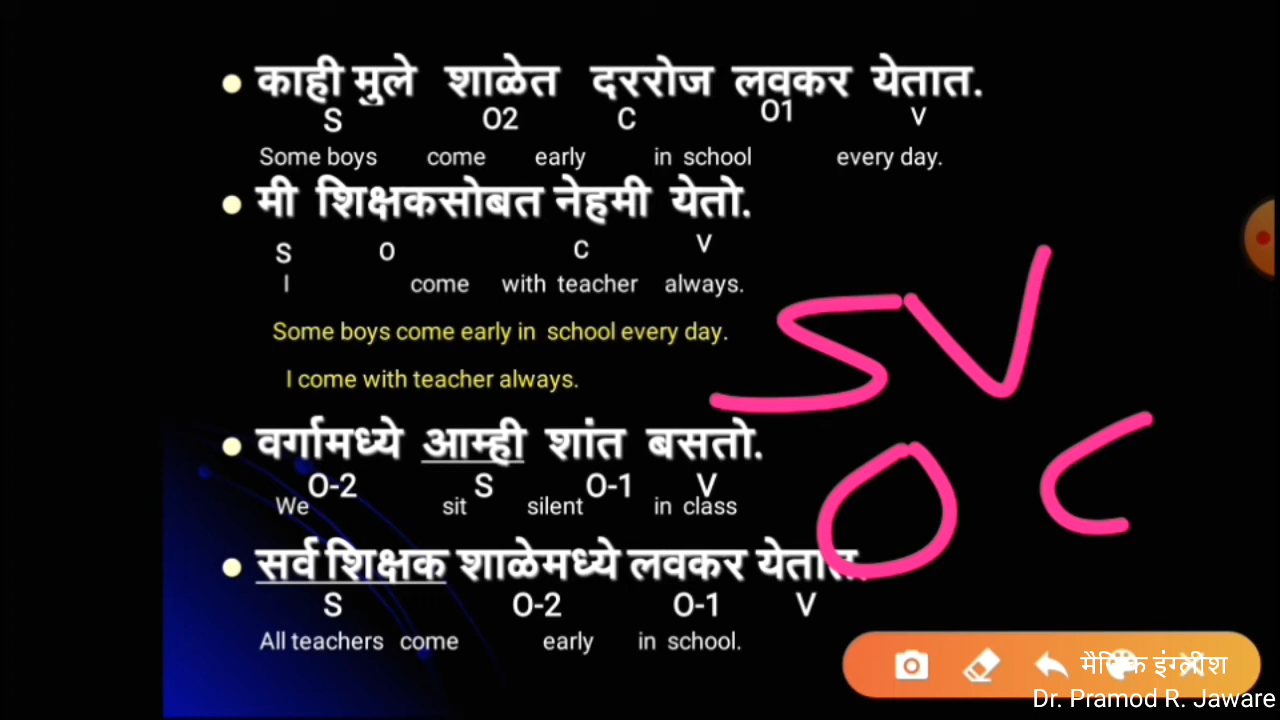 काही मुले शाळेत दररोज लवकर येतात.
S O2 C O1 V
Some boys come early in school every day.
मी शिक्षकसोबत नेहमी येतो.
S O C V
I come with teacher always.
Some boys come early in school every day.
I come with teacher always.
S V
O C
वर्गामध्ये आम्ही शांत बसतो.
O-2 S O-1 V
We sit silent in class
सर्व शिक्षक शाळेमध्ये लवकर येतात.
S O-2 O-1 V
All teachers come early in school.
मैजिक इंग्लीश
Dr. Pramod R. Jaware